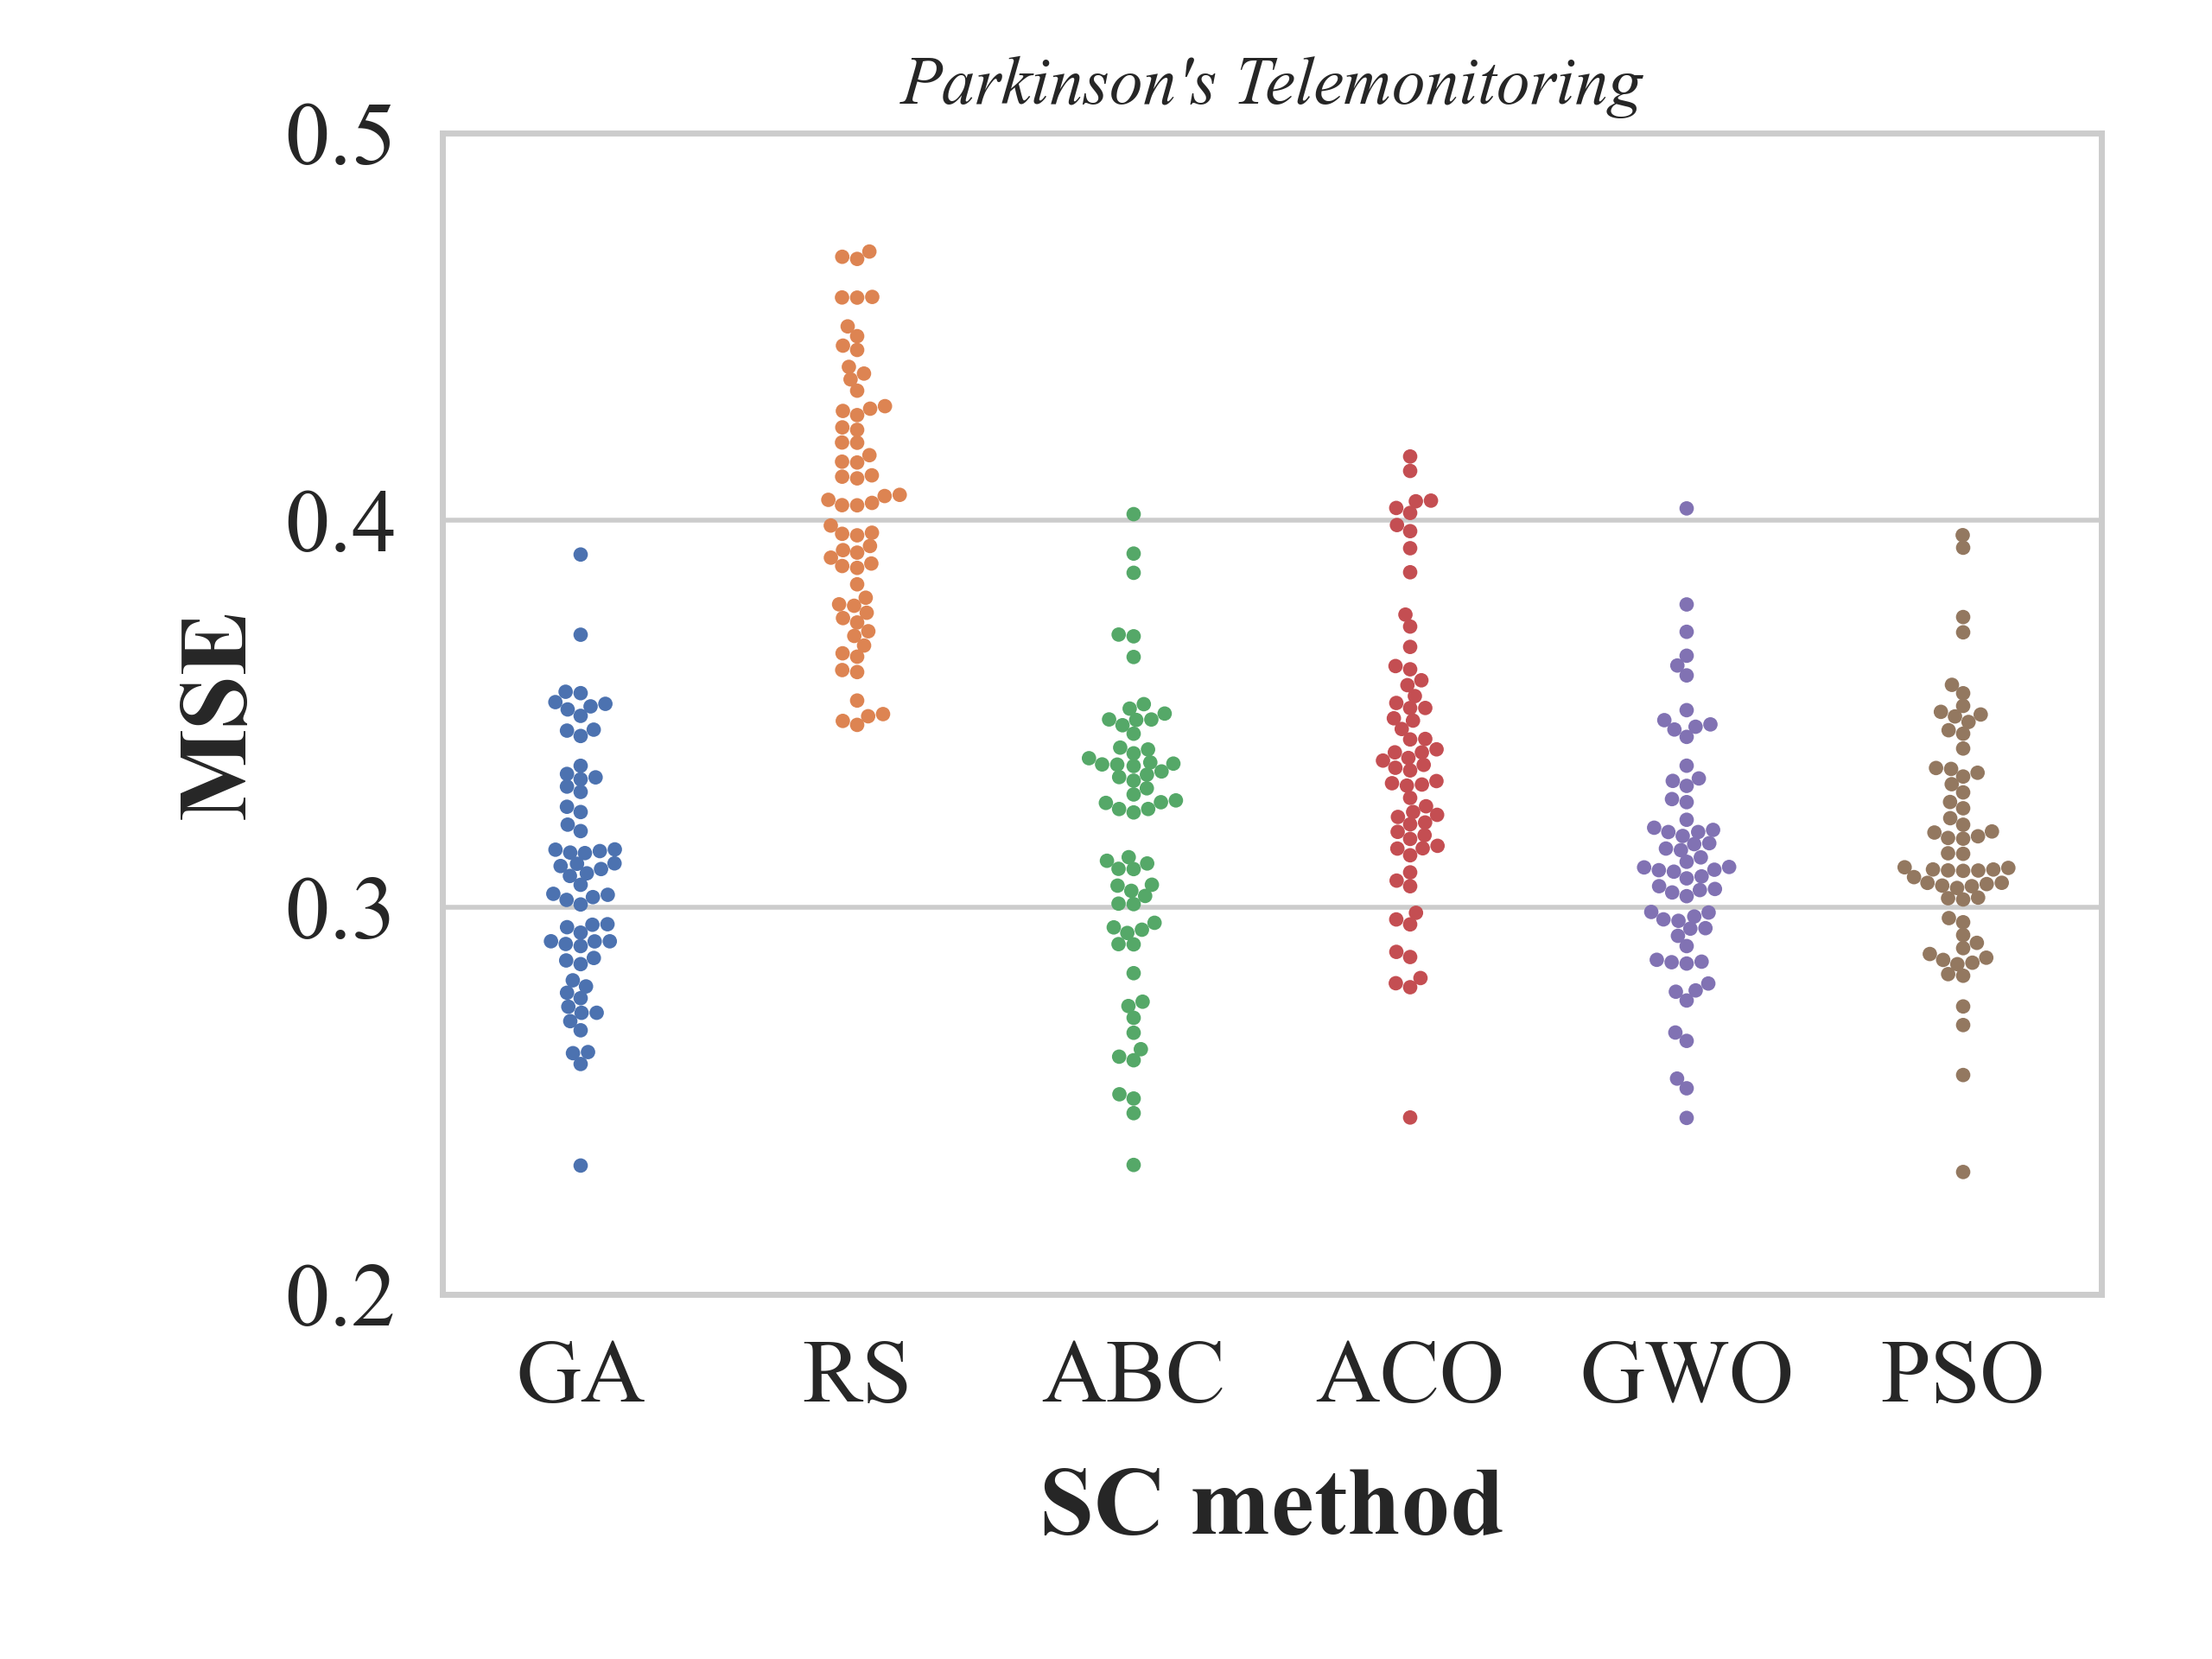 Parkinson's Telemonitoring
0.5
0.4
0.3
0.2
MSE
GA RS ABC ACO GWO PSO
SC method